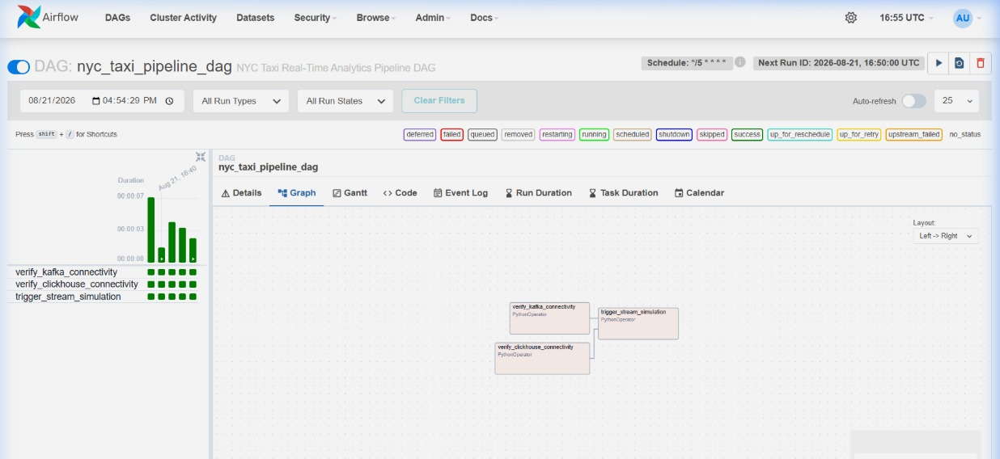 Airflow DAGs Cluster Activity Datasets Security Browse Admin Docs 16:55 UTC AU
DAG: nyc_taxi_pipeline_dag NYC Taxi Real-Time Analytics Pipeline DAG Schedule: */5 * * * * i Next Run ID: 2026-08-21, 16:50:00 UTC
08/21/2026 04:54:29 PM All Run Types All Run States Clear Filters Auto-refresh 25
Press shift + / for Shortcuts deferred failed queued removed restarting running scheduled shutdown skipped success up_for_reschedule up_for_retry upstream_failed no_status
DAG
nyc_taxi_pipeline_dag
Duration Aug 21, 16:40
00:00:07
00:00:03
00:00:00
verify_kafka_connectivity
verify_clickhouse_connectivity
trigger_stream_simulation
Details Graph Gantt <> Code Event Log Run Duration Task Duration Calendar
Layout:
Left -> Right
verify_kafka_connectivity
PythonOperator
trigger_stream_simulation
PythonOperator
verify_clickhouse_connectivity
PythonOperator